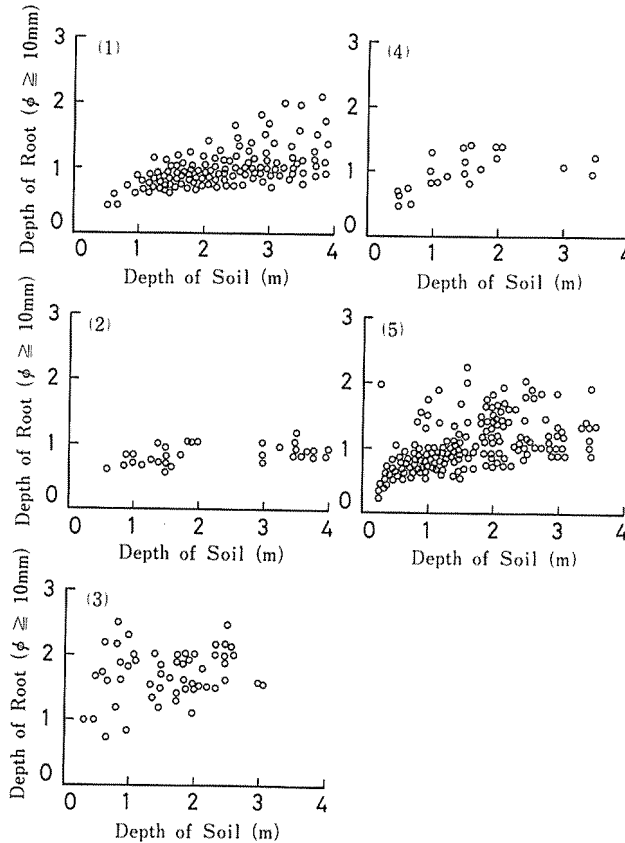 Depth of Root (φ ≧ 10mm)
(1)
3
2
1
0
0 1 2 3 4
Depth of Soil (m)
(4)
3
2
1
0
0 1 2 3 4
Depth of Soil (m)
Depth of Root (φ ≧ 10mm)
(2)
3
2
1
0
0 1 2 3 4
Depth of Soil (m)
(5)
3
2
1
0
0 1 2 3 4
Depth of Soil (m)
Depth of Root (φ ≧ 10mm)
(3)
3
2
1
0
0 1 2 3 4
Depth of Soil (m)